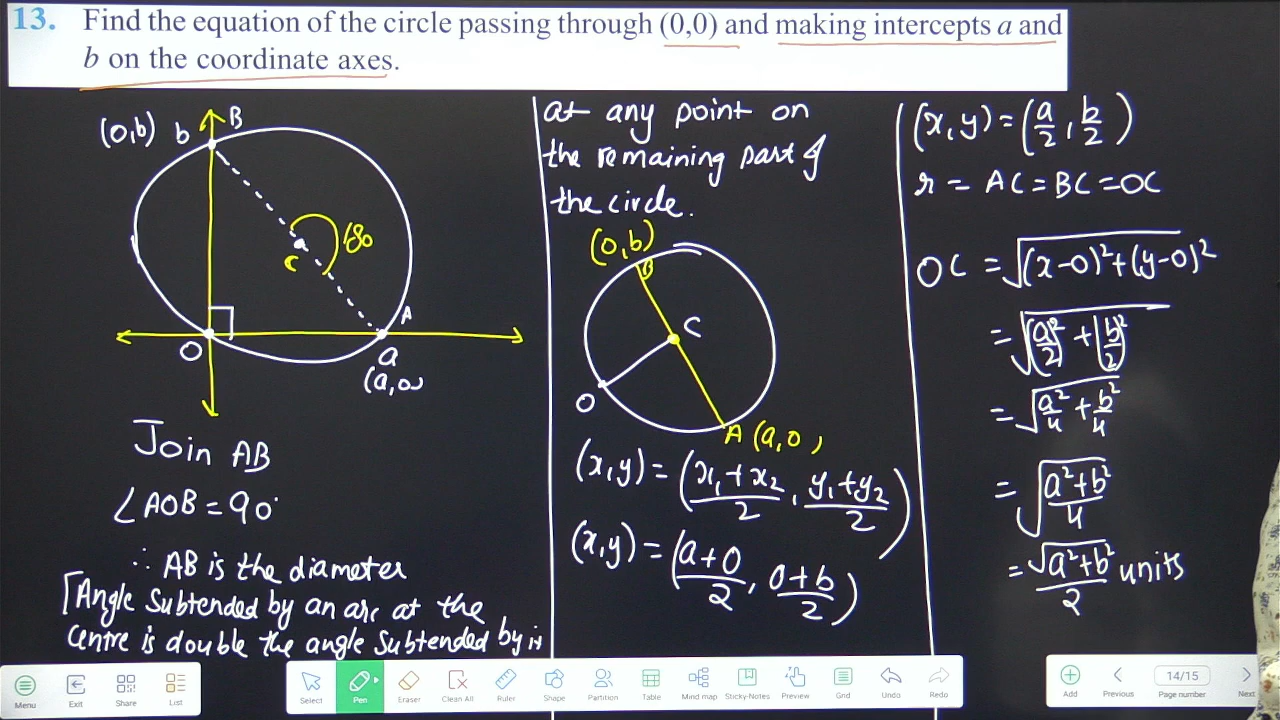 13. Find the equation of the circle passing through (0,0) and making intercepts a and
b on the coordinate axes.
(0,b) b B
180
C
A
O
a
(a,0)
Join AB
∠AOB = 90°
∴ AB is the diameter
[Angle Subtended by an arc at the
Centre is double the angle Subtended by it
at any point on
the remaining part of
the circle.
(0,b)
B
C
O
A (a,0)
(x,y) = (x₁+x₂/2, y₁+y₂/2)
(x,y) = (a+0/2, 0+b/2)
(x,y) = (a/2, b/2)
r = AC = BC = OC
OC = √(x-0)²+(y-0)²
= √(a/2)²+(b/2)²
= √a²/4+b²/4
= √a²+b²/4
= √a²+b²/2 units
Menu
Exit
Share
List
Select
Pen
Eraser
Clean All
Ruler
Shape
Partition
Table
Mind map
Sticky-Notes
Preview
Grid
Undo
Redo
Add
Previous
14/15
Page number
Next